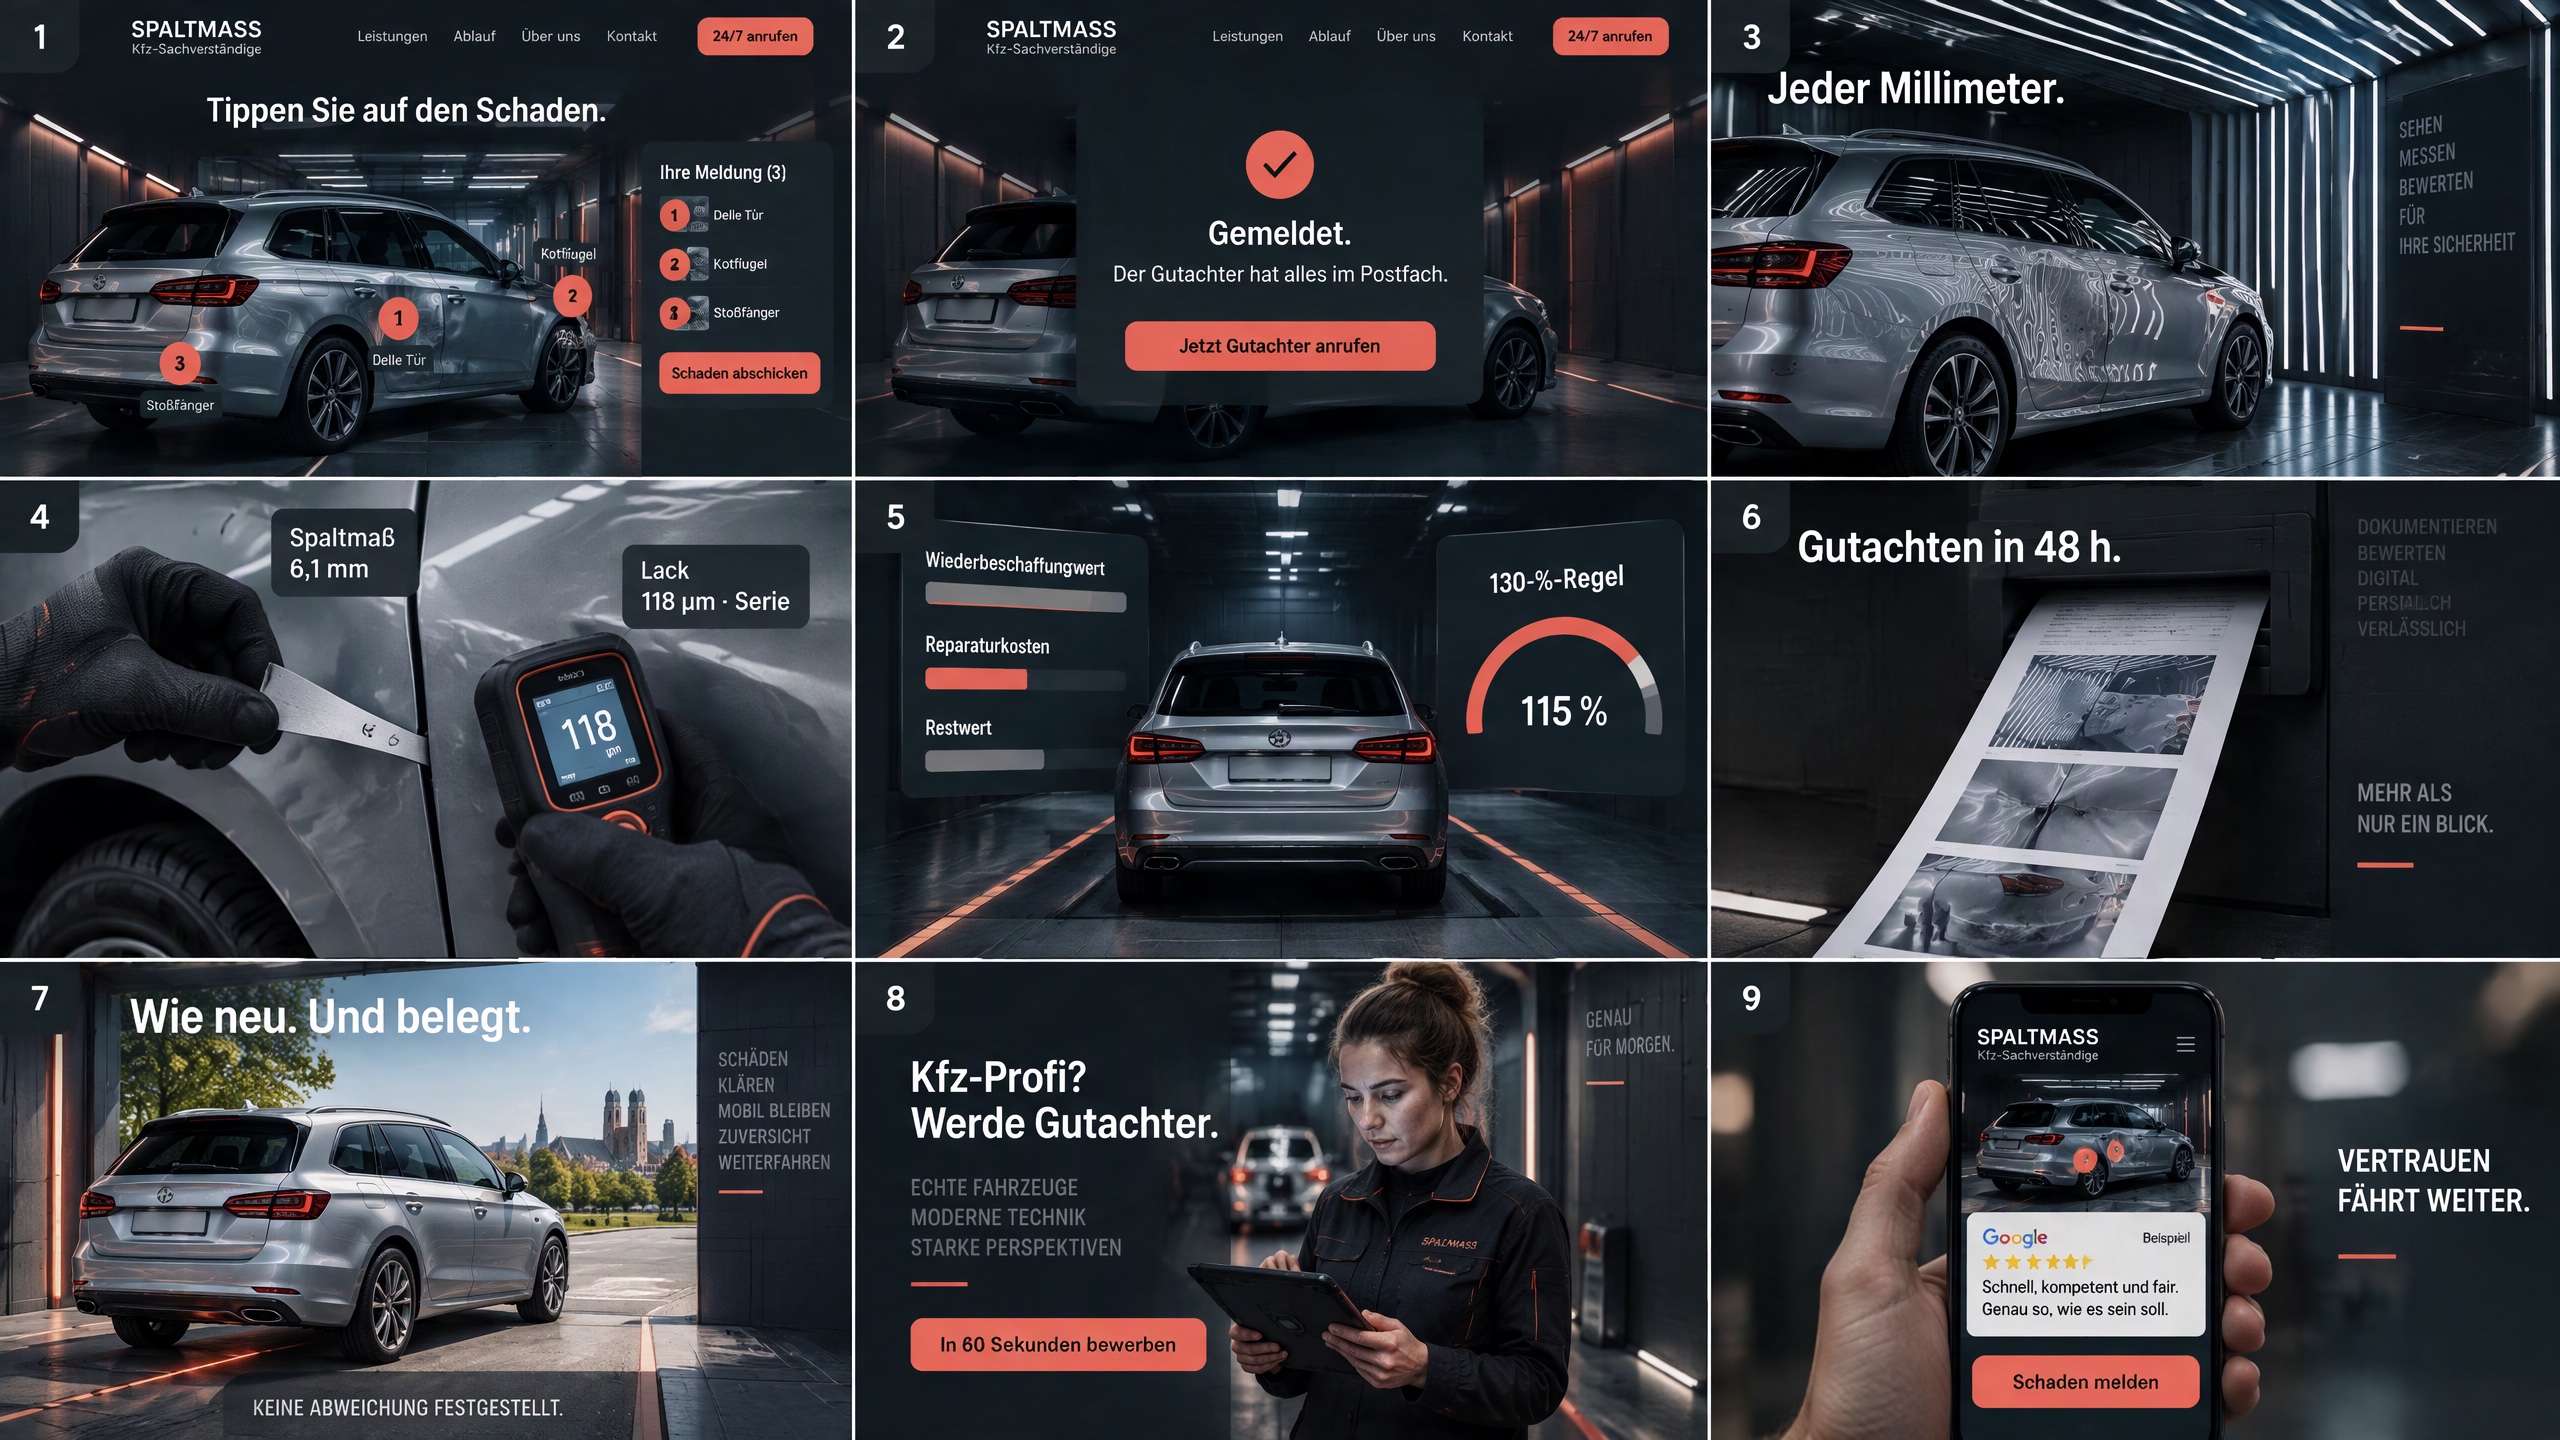 1
SPALTMASS
Kfz-Sachverständige
Leistungen
Ablauf
Über uns
Kontakt
24/7 anrufen
Tippen Sie auf den Schaden.
Kotflügel
2
1
Delle Tür
3
Stoßfänger
Ihre Meldung (3)
1
Delle Tür
2
Kotflugel
Stoßfänger
Schaden abschicken
2
SPALTMASS
Kfz-Sachverständige
Leistungen
Ablauf
Über uns
Kontakt
24/7 anrufen
Gemeldet.
Der Gutachter hat alles im Postfach.
Jetzt Gutachter anrufen
3
Jeder Millimeter.
SEHEN
MESSEN
BEWERTEN
FÜR
IHRE SICHERHEIT
4
Spaltmaß
6,1 mm
Lack
118 µm · Serie
118
5
Wiederbeschaffungwert
Reparaturkosten
Restwert
130-%-Regel
115 %
6
Gutachten in 48 h.
DOKUMENTIEREN
BEWERTEN
DIGITAL
VERLÄSSLICH
MEHR ALS
NUR EIN BLICK.
7
Wie neu. Und belegt.
SCHÄDEN
KLÄREN
MOBIL BLEIBEN
ZUVERSICHT
WEITERFAHREN
KEINE ABWEICHUNG FESTGESTELLT.
8
Kfz-Profi?
Werde Gutachter.
ECHTE FAHRZEUGE
MODERNE TECHNIK
STARKE PERSPEKTIVEN
In 60 Sekunden bewerben
GENAU
FÜR MORGEN.
9
SPALTMASS
Kfz-Sachverständige
Google
Schnell, kompetent und fair.
Genau so, wie es sein soll.
Schaden melden
VERTRAUEN
FÄHRT WEITER.